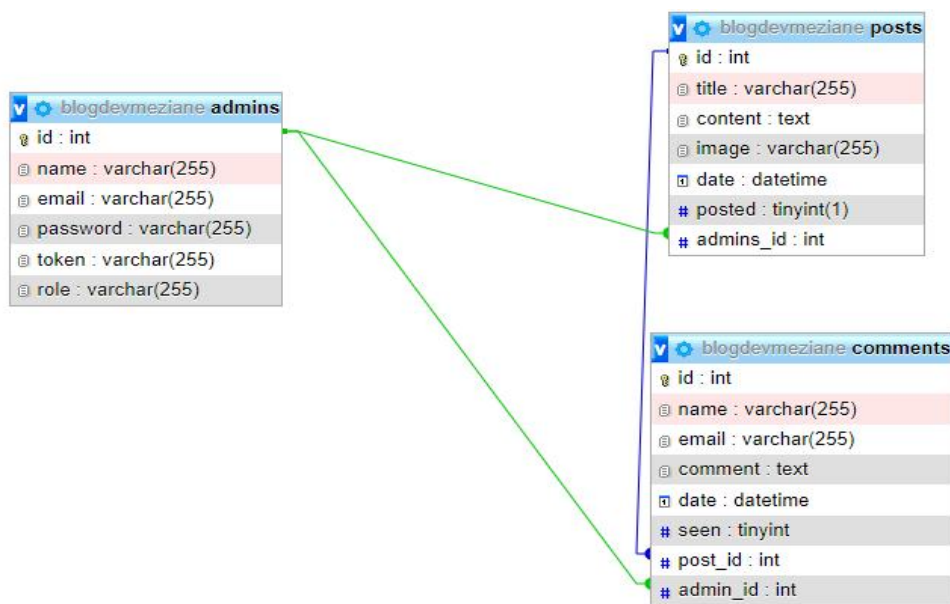 blogdevmeziane admins
id : int
name : varchar(255)
email : varchar(255)
password : varchar(255)
token : varchar(255)
role : varchar(255)
blogdevmeziane posts
id : int
title : varchar(255)
content : text
image : varchar(255)
date : datetime
# posted : tinyint(1)
# admins_id : int
blogdevmeziane comments
id : int
name : varchar(255)
email : varchar(255)
comment : text
date : datetime
# seen : tinyint
# post_id : int
# admin_id : int